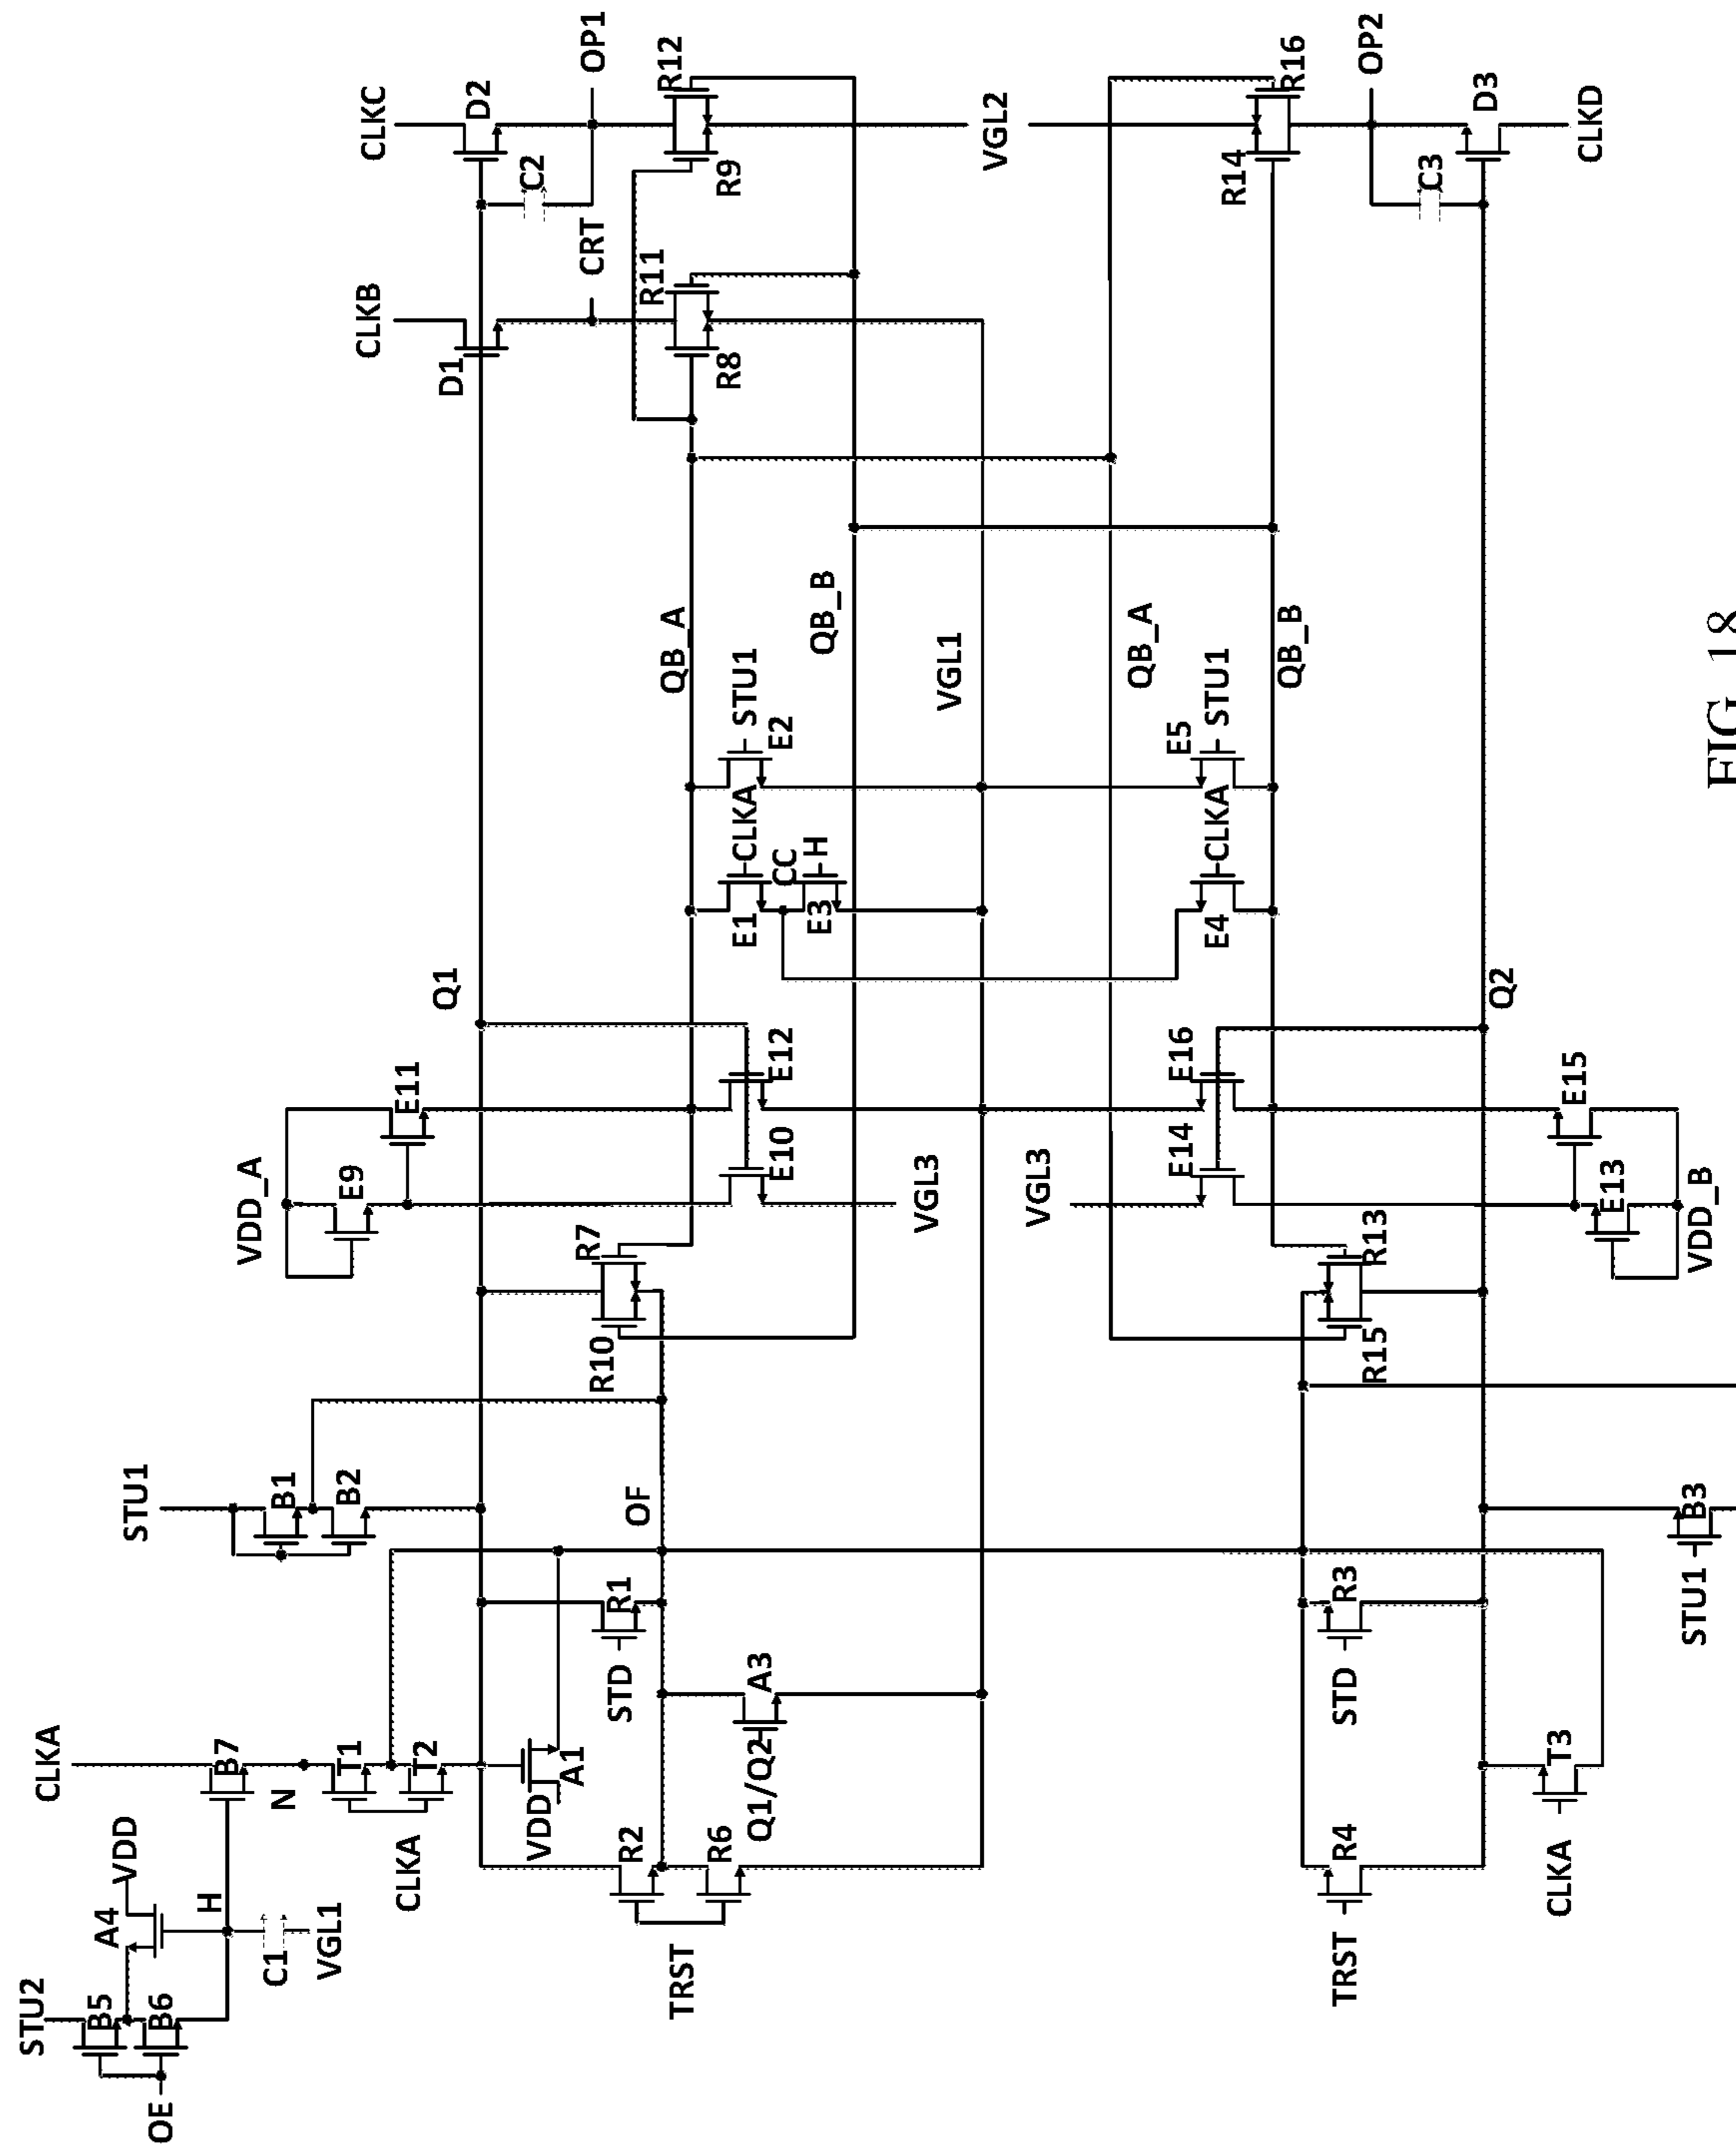 CLKC
D2
C2
OP1
R12
R9
VGL2
R16
R14
OP2
D3
C3
CLKD
CLKB
D1
CRT
R11
R8
QB_A
QB_B
VGL1
QB_A
QB_B
STU1
E2
STU1
E5
CLKA
CC
H
E1
E3
CLKA
E4
Q1
Q2
E11
E12
E16
E15
VDD_A
E9
E10
VGL3
VGL3
E14
E13
VDD_B
R7
R10
R13
R15
STU1
B1
B2
OF
B3
STU1
R1
STD
R3
STD
CLKA
B7
N
T1
T2
CLKA
A1
VDD
A3
Q1/Q2
T3
CLKA
VDD
A4
H
C1
VGL1
R2
R6
TRST
R4
TRST
STU2
B5
B6
OE
FIG. 18